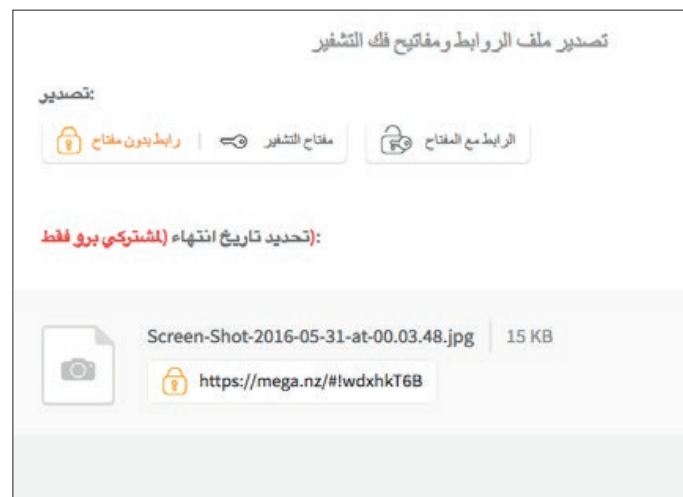 تصدير ملف الروابط ومفاتيح فك التشفير
تصدير:
الرابط مع المفتاح مفتاح التشفير رابط بدون مفتاح
تحديد تاريخ انتهاء (لمشتركي برو فقط):
Screen-Shot-2016-05-31-at-00.03.48.jpg 15 KB
https://mega.nz/#!wdxhkT6B